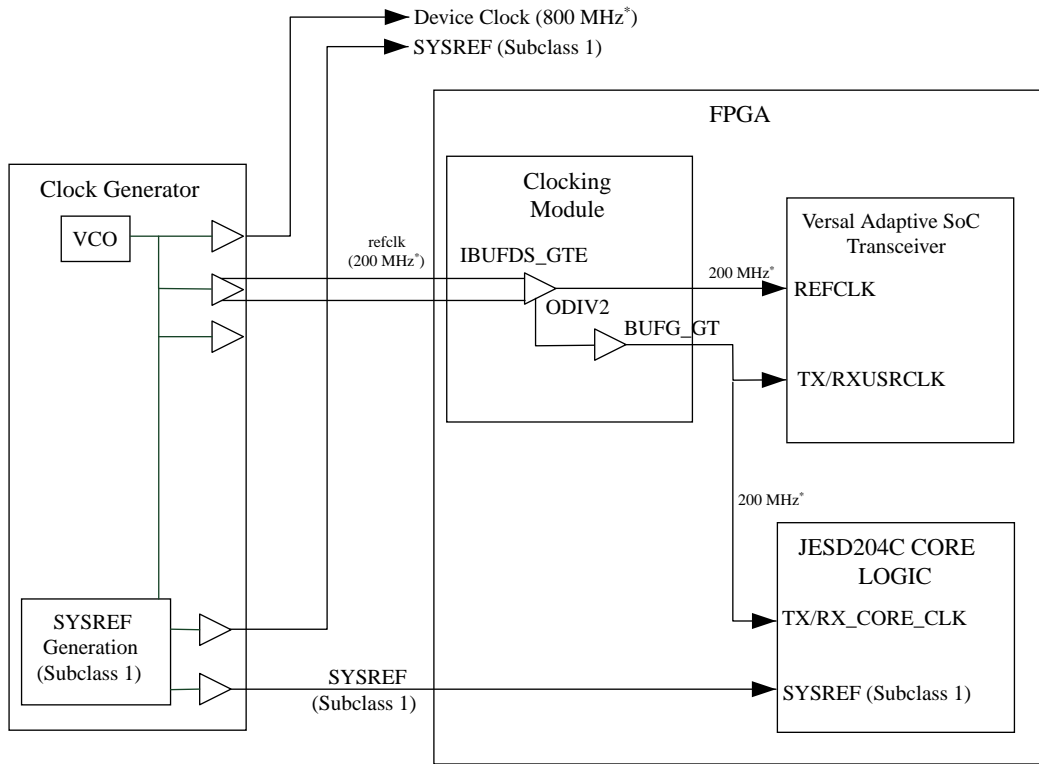 Device Clock (800 MHz*)
SYSREF (Subclass 1)
FPGA
Clock Generator
VCO
Clocking
Module
Versal Adaptive SoC
Transceiver
refclk
(200 MHz*)
IBUFDS_GTE
200 MHz*
REFCLK
ODIV2
BUFG_GT
TX/RXUSRCLK
200 MHz*
JESD204C CORE
LOGIC
SYSREF
Generation
(Subclass 1)
TX/RX_CORE_CLK
SYSREF
(Subclass 1)
SYSREF (Subclass 1)